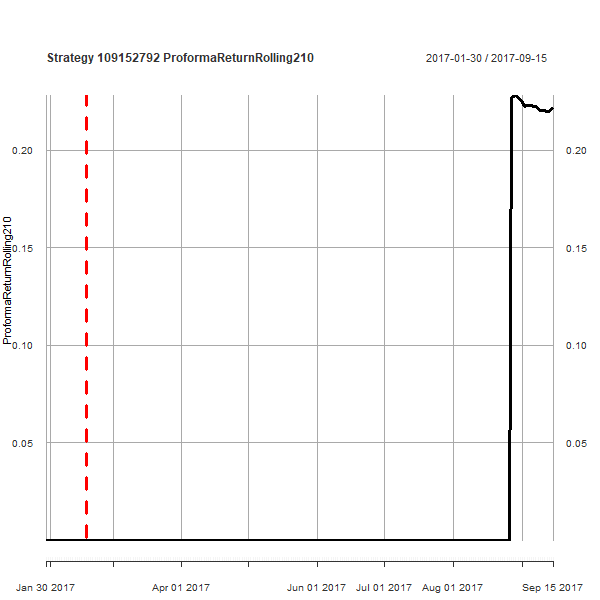 Strategy 109152792 ProformaReturnRolling210
2017-01-30 / 2017-09-15
ProformaReturnRolling210
0.20 0.20
0.15 0.15
0.10 0.10
0.05 0.05
Jan 30 2017 Apr 01 2017 Jun 01 2017 Jul 01 2017 Aug 01 2017 Sep 15 2017